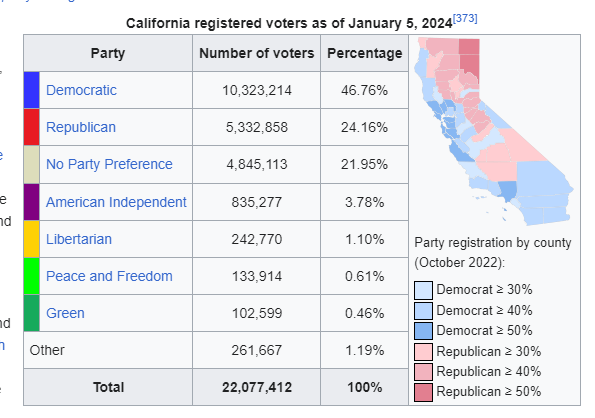 California registered voters as of January 5, 2024[373]
Party Number of voters Percentage
Democratic 10,323,214 46.76%
Republican 5,332,858 24.16%
No Party Preference 4,845,113 21.95%
American Independent 835,277 3.78%
Libertarian 242,770 1.10%
Peace and Freedom 133,914 0.61%
Green 102,599 0.46%
Other 261,667 1.19%
Total 22,077,412 100%
Party registration by county
(October 2022):
Democrat ≥ 30%
Democrat ≥ 40%
Democrat ≥ 50%
Republican ≥ 30%
Republican ≥ 40%
Republican ≥ 50%